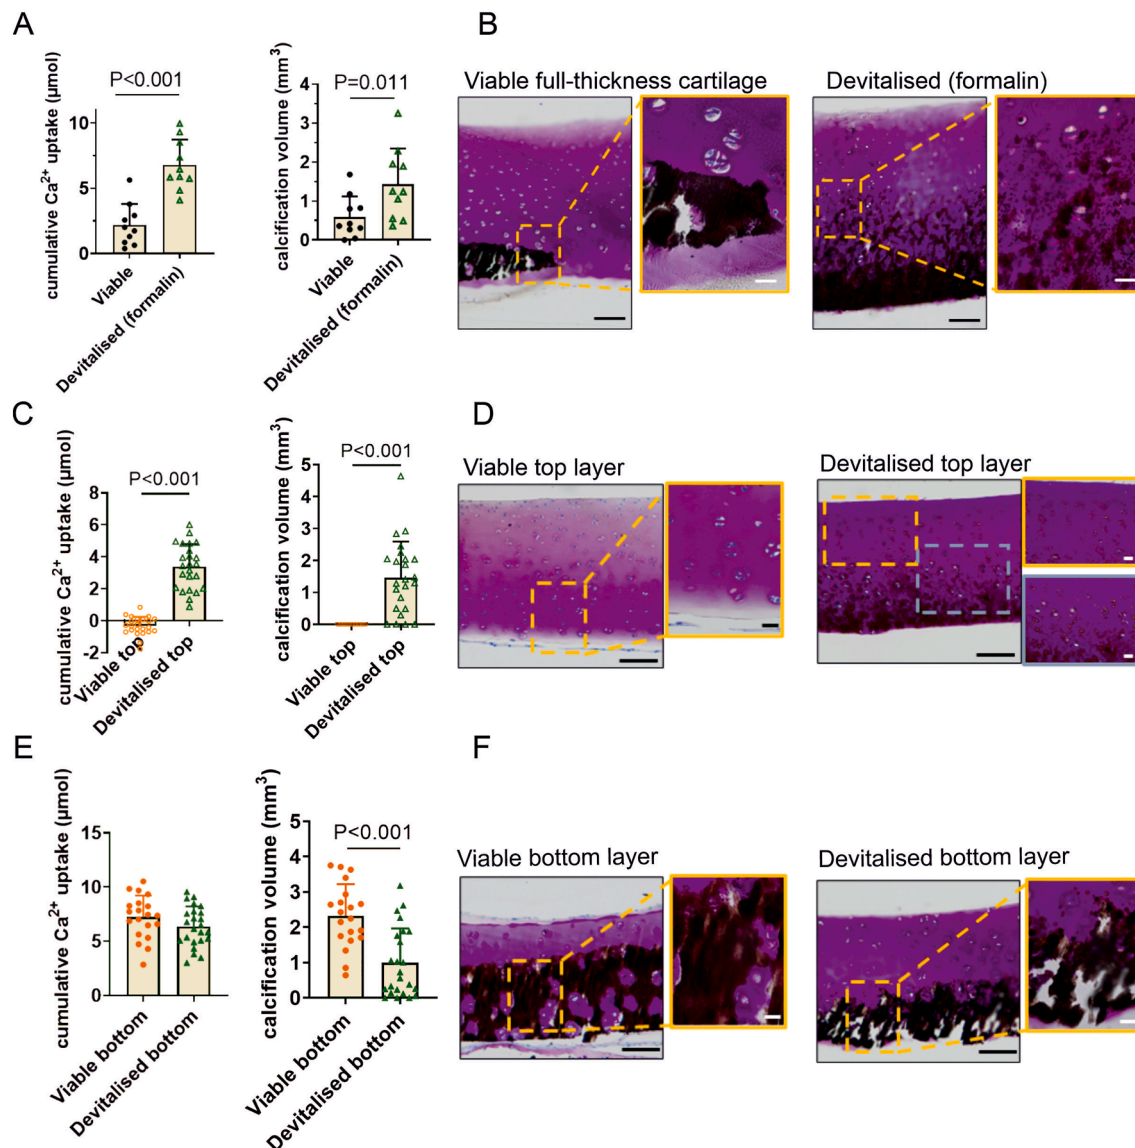 A
cumulative Ca²⁺ uptake (µmol)
P<0.001
10
5
0
Viable
Devitalised (formalin)
calcification volume (mm³)
P=0.011
4
3
2
1
0
Viable
Devitalised (formalin)
B
Viable full-thickness cartilage
Devitalised (formalin)
C
cumulative Ca²⁺ uptake (µmol)
P<0.001
8
6
4
2
0
-2
Viable top
Devitalised top
calcification volume (mm³)
P<0.001
5
4
3
2
1
0
Viable top
Devitalised top
D
Viable top layer
Devitalised top layer
E
cumulative Ca²⁺ uptake (µmol)
15
10
5
0
Viable bottom
Devitalised bottom
calcification volume (mm³)
P<0.001
5
4
3
2
1
0
Viable bottom
Devitalised bottom
F
Viable bottom layer
Devitalised bottom layer